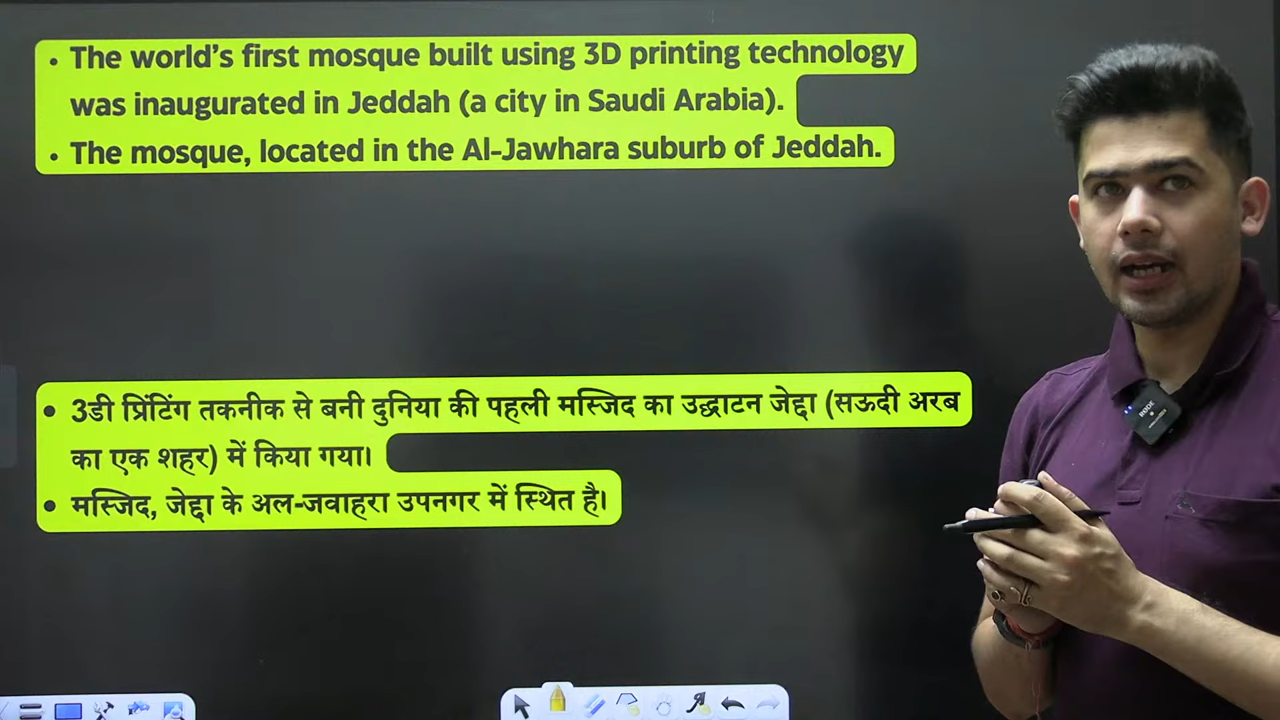 • The world's first mosque built using 3D printing technology
was inaugurated in Jeddah (a city in Saudi Arabia).
• The mosque, located in the Al-Jawhara suburb of Jeddah.
• 3डी प्रिंटिंग तकनीक से बनी दुनिया की पहली मस्जिद का उद्घाटन जेद्दा (सऊदी अरब
का एक शहर) में किया गया।
• मस्जिद, जेद्दा के अल-जवाहरा उपनगर में स्थित है।
RODE